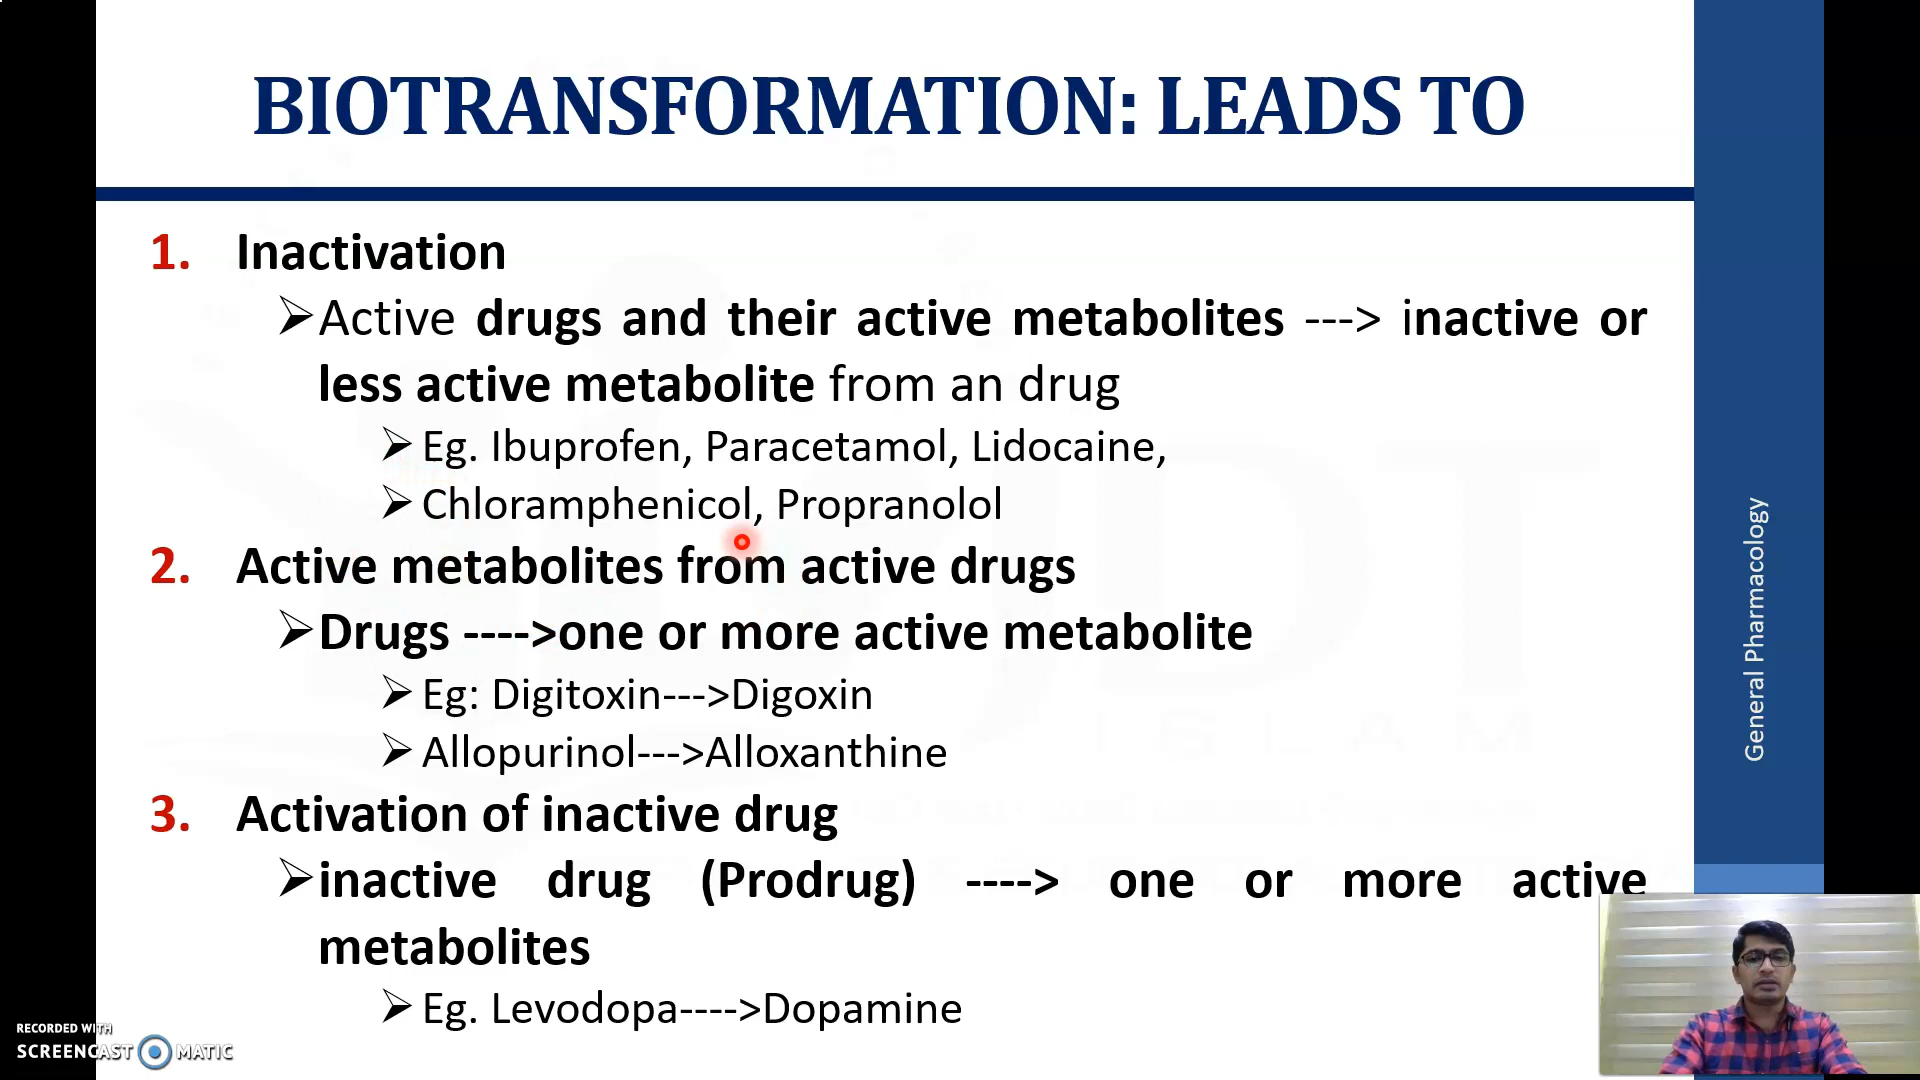 BIOTRANSFORMATION: LEADS TO
1. Inactivation
➢Active drugs and their active metabolites ---> inactive or
less active metabolite from an drug
➢Eg. Ibuprofen, Paracetamol, Lidocaine,
➢Chloramphenicol, Propranolol
2. Active metabolites from active drugs
➢Drugs ---->one or more active metabolite
➢Eg: Digitoxin--->Digoxin
➢Allopurinol--->Alloxanthine
3. Activation of inactive drug
➢inactive drug (Prodrug) ----> one or more active
metabolites
➢Eg. Levodopa---->Dopamine
General Pharmacology
RECORDED WITH
SCREENCAST MATIC
JDT
ISLAM